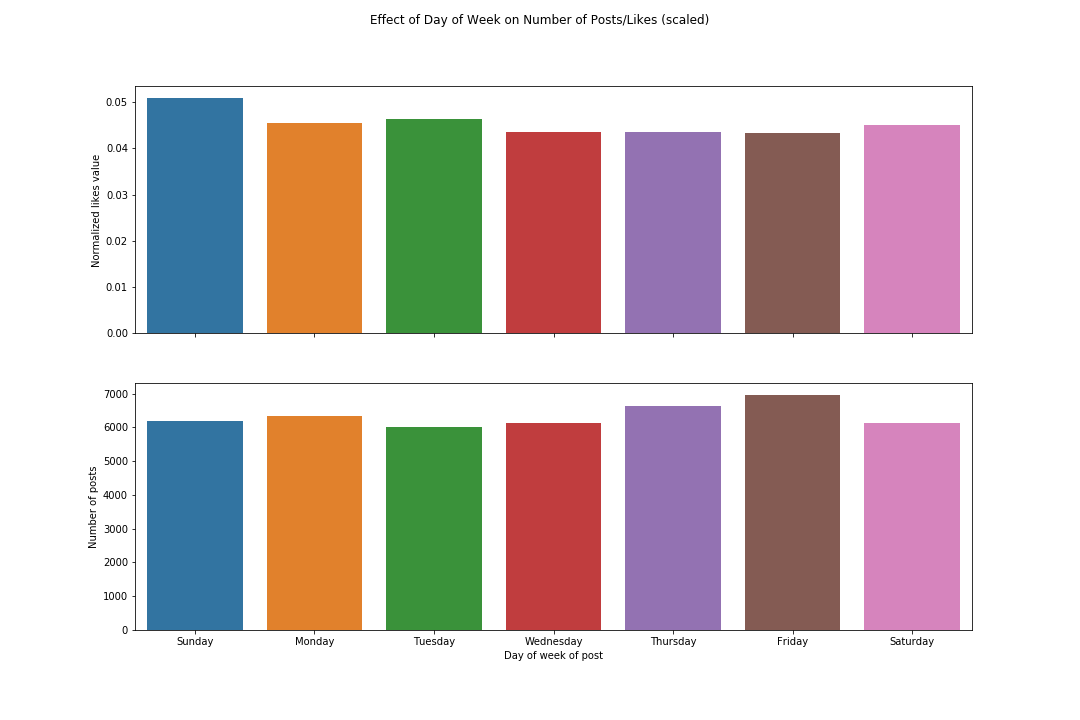 Effect of Day of Week on Number of Posts/Likes (scaled)
Normalized likes value
0.05
0.04
0.03
0.02
0.01
0.00
Number of posts
7000
6000
5000
4000
3000
2000
1000
0
Sunday Monday Tuesday Wednesday Thursday Friday Saturday
Day of week of post